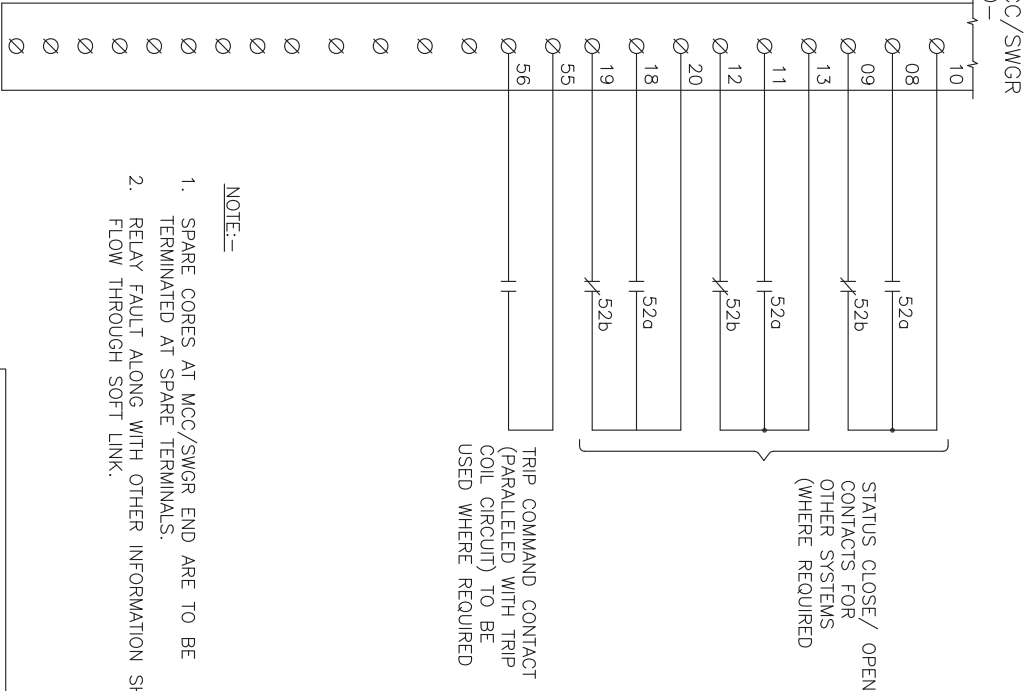 CC/SWGR
)-
10
08
09
13
11
12
20
18
19
55
56
52a
52b
52a
52b
52a
52b
STATUS CLOSE/ OPEN
CONTACTS FOR
OTHER SYSTEMS
(WHERE REQUIRED
TRIP COMMAND CONTACT
(PARALLELED WITH TRIP
COIL CIRCUIT) TO BE
USED WHERE REQUIRED
NOTE:-
1. SPARE CORES AT MCC/SWGR END ARE TO BE
TERMINATED AT SPARE TERMINALS.
2. RELAY FAULT ALONG WITH OTHER INFORMATION SH
FLOW THROUGH SOFT LINK.